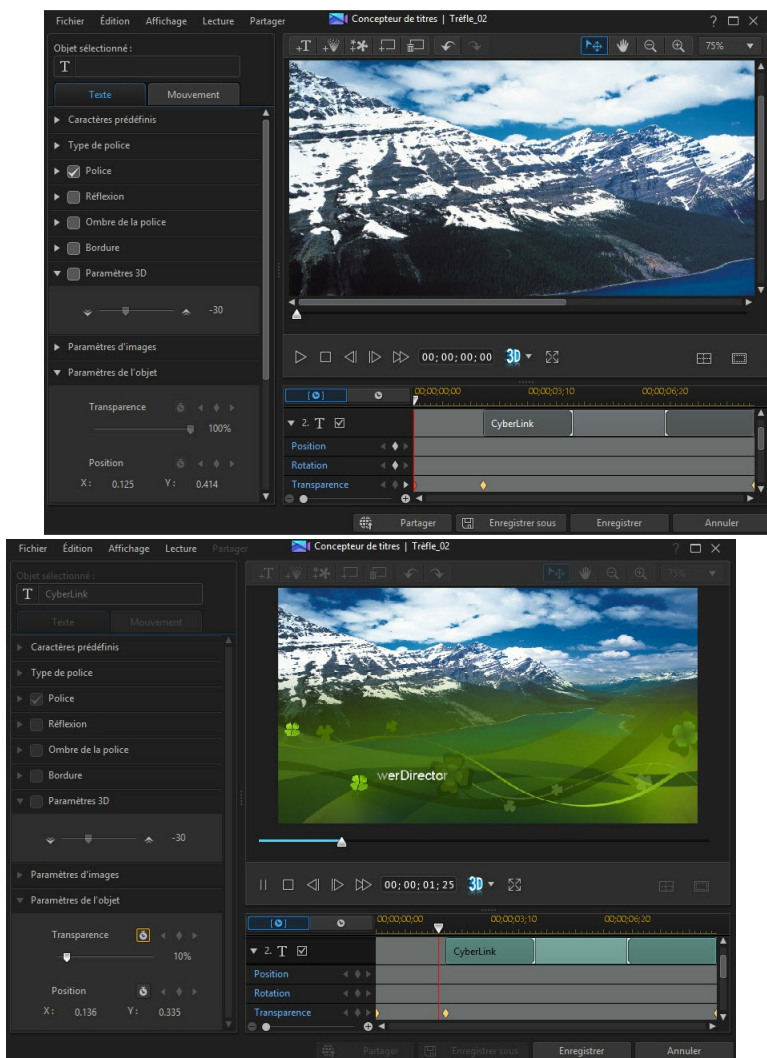 Fichier Édition Affichage Lecture Partager Concepteur de titres | Trèfle_02 ?
Objet sélectionné :
T
+T 75%
Texte Mouvement
Caractères prédéfinis
Type de police
Police
Réflexion
Ombre de la police
Bordure
Paramètres 3D
-30
Paramètres d'images
Paramètres de l'objet
Transparence
100%
Position
X: 0.125 Y: 0.414
00;00;00;00 3D
00;00;00;00 00;00;03;10 00;00;06;20
2. T CyberLink
Position
Rotation
Transparence
Partager Enregistrer sous Enregistrer Annuler
Fichier Édition Affichage Lecture Partager Concepteur de titres | Trèfle_02 ?
Objet sélectionné :
T CyberLink
+T 75%
Texte Mouvement
Caractères prédéfinis
Type de police
Police
Réflexion
Ombre de la police
Bordure
Paramètres 3D
-30
Paramètres d'images
Paramètres de l'objet
Transparence
10%
Position
X: 0.136 Y: 0.335
werDirector
00;00;01;25 3D
00;00;00;00 00;00;03;10 00;00;06;20
2. T CyberLink
Position
Rotation
Transparence
Partager Enregistrer sous Enregistrer Annuler